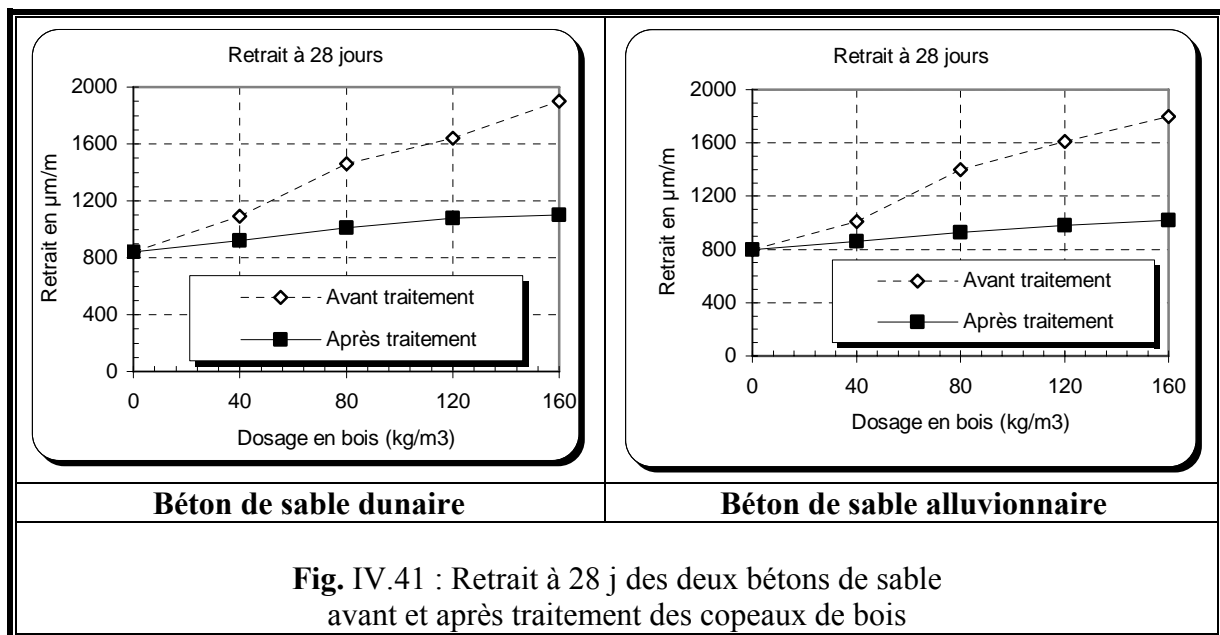 Retrait à 28 jours
Retrait en µm/m
2000
1600
1200
800
400
0
Avant traitement
Après traitement
0 40 80 120 160
Dosage en bois (kg/m3)
Retrait à 28 jours
Retrait en µm/m
2000
1600
1200
800
400
0
Avant traitement
Après traitement
0 40 80 120 160
Dosage en bois (kg/m3)
Béton de sable dunaire
Béton de sable alluvionnaire
Fig. IV.41 : Retrait à 28 j des deux bétons de sable
avant et après traitement des copeaux de bois